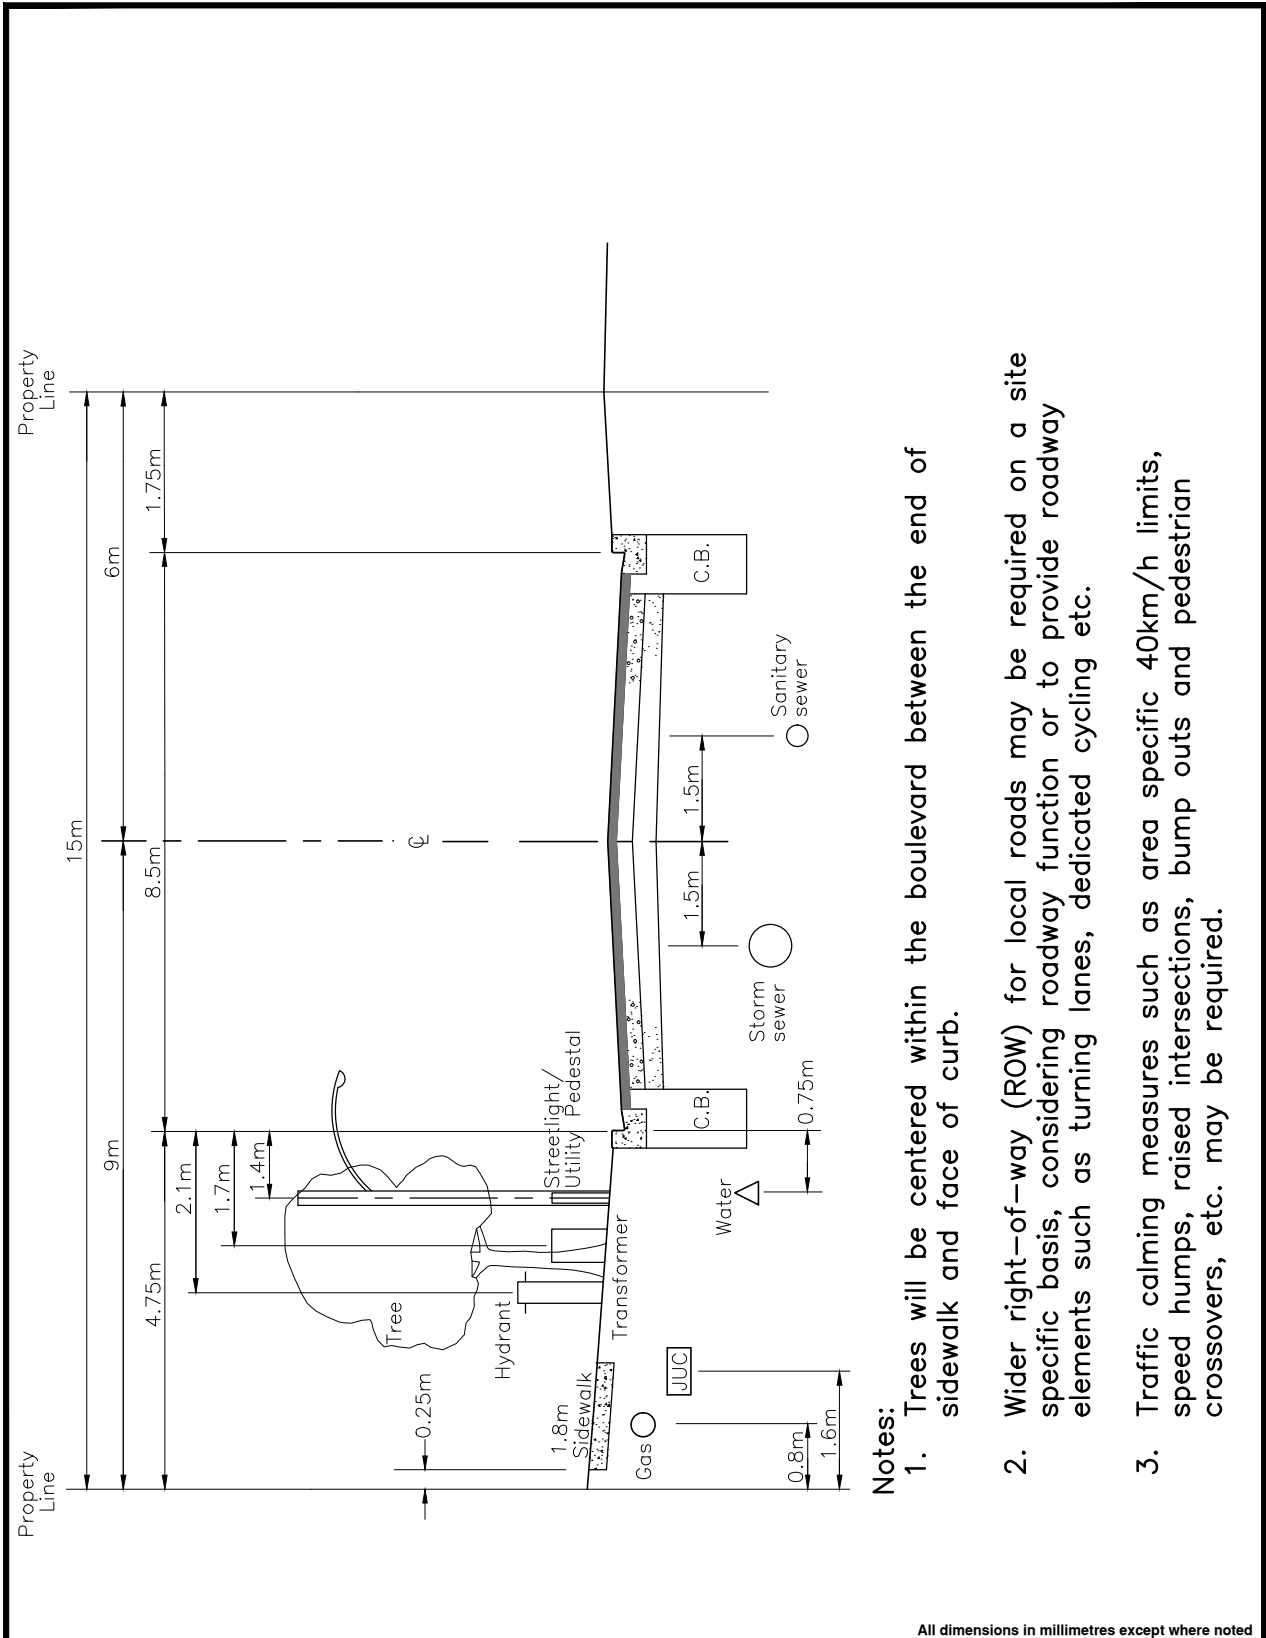 Property
Line
Property
Line
15m
9m
6m
4.75m
8.5m
1.75m
2.1m
1.7m
1.4m
℄
Tree
0.25m
Hydrant
Streetlight/
Utility Pedestal
1.8m
Sidewalk
Transformer
Gas
JUC
C.B.
C.B.
1.5m
1.5m
Water
Storm
sewer
Sanitary
sewer
0.8m
0.75m
1.6m
Notes:
1. Trees will be centered within the boulevard between the end of
sidewalk and face of curb.
2. Wider right-of-way (ROW) for local roads may be required on a site
specific basis, considering roadway function or to provide roadway
elements such as turning lanes, dedicated cycling etc.
3. Traffic calming measures such as area specific 40km/h limits,
speed humps, raised intersections, bump outs and pedestrian
crossovers, etc. may be required.
All dimensions in millimetres except where noted